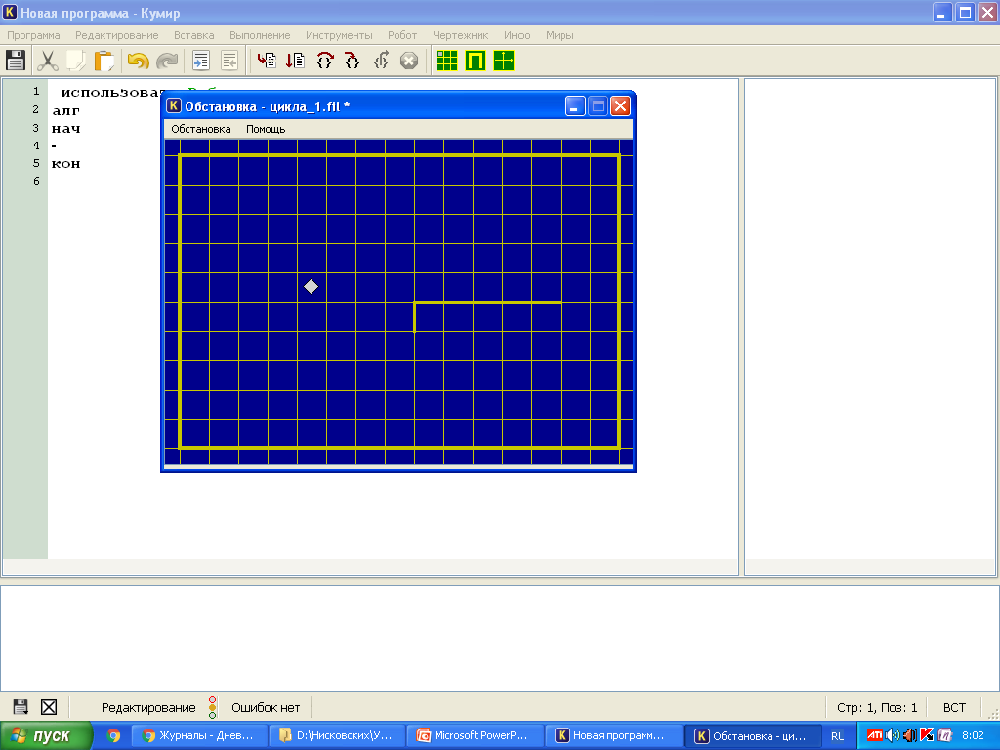 Новая программа - Кумир
Программа Редактирование Вставка Выполнение Инструменты Робот Чертежник Инфо Миры
1 использова
2 алг
3 нач
4
5 кон
6
Обстановка - цикла_1.fil *
Обстановка Помощь
Редактирование Ошибок нет Стр: 1, Поз: 1 ВСТ
пуск Журналы - Днев... D:\Нисковских\У... Microsoft PowerP... Новая программ... Обстановка - ци... RL ATI 8:02